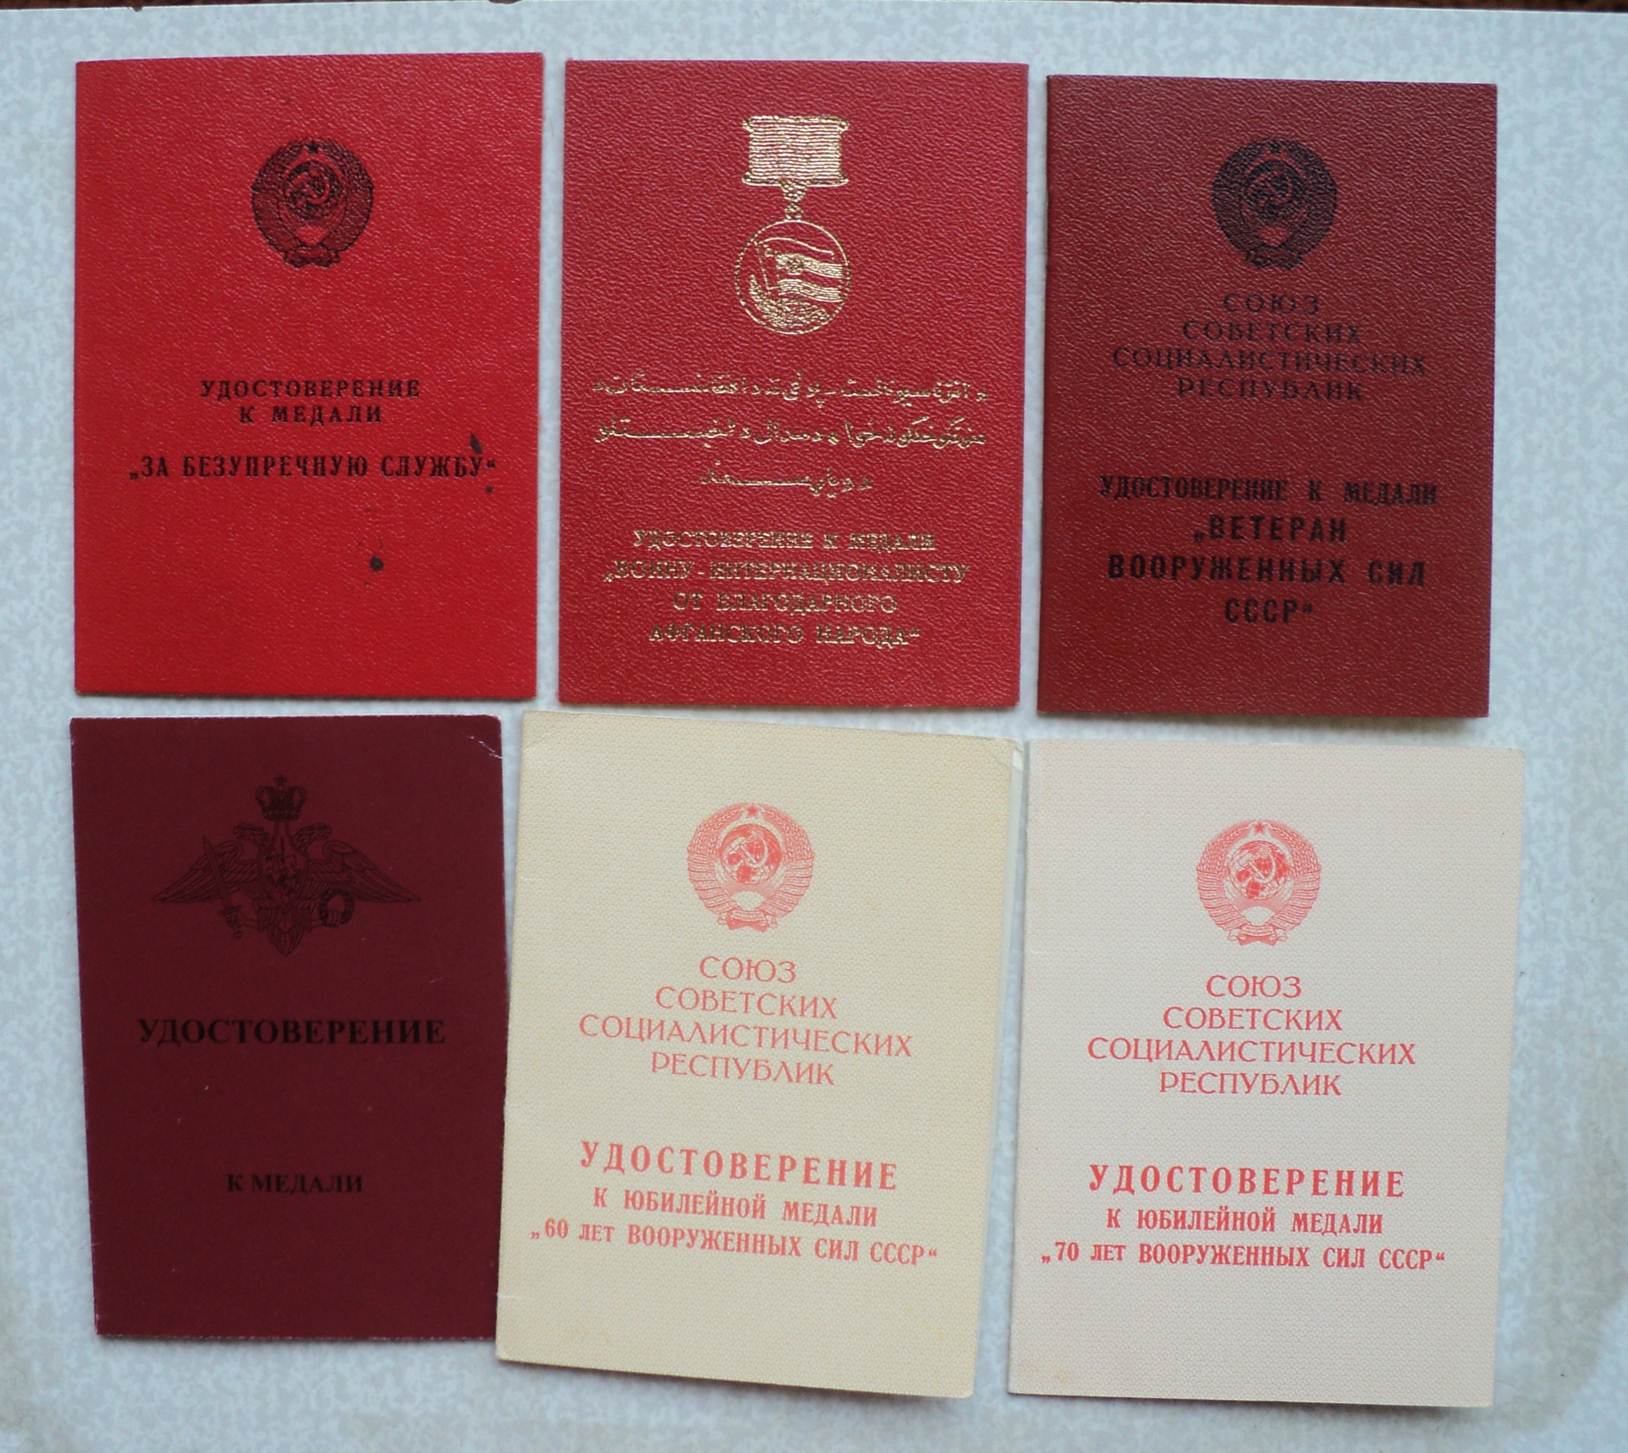 УДОСТОВЕРЕНИЕ
К МЕДАЛИ
„ЗА БЕЗУПРЕЧНУЮ СЛУЖБУ“
УДОСТОВЕРЕНИЕ К МЕДАЛИ
„ВОИНУ-ИНТЕРНАЦИОНАЛИСТУ
ОТ БЛАГОДАРНОГО
АФГАНСКОГО НАРОДА“
СОЮЗ
СОВЕТСКИХ
СОЦИАЛИСТИЧЕСКИХ
РЕСПУБЛИК
УДОСТОВЕРЕНИЕ К МЕДАЛИ
„ВЕТЕРАН
ВООРУЖЕННЫХ СИЛ
СССР“
УДОСТОВЕРЕНИЕ
К МЕДАЛИ
СОЮЗ
СОВЕТСКИХ
СОЦИАЛИСТИЧЕСКИХ
РЕСПУБЛИК
УДОСТОВЕРЕНИЕ
К ЮБИЛЕЙНОЙ МЕДАЛИ
„60 ЛЕТ ВООРУЖЕННЫХ СИЛ СССР“
СОЮЗ
СОВЕТСКИХ
СОЦИАЛИСТИЧЕСКИХ
РЕСПУБЛИК
УДОСТОВЕРЕНИЕ
К ЮБИЛЕЙНОЙ МЕДАЛИ
„70 ЛЕТ ВООРУЖЕННЫХ СИЛ СССР“